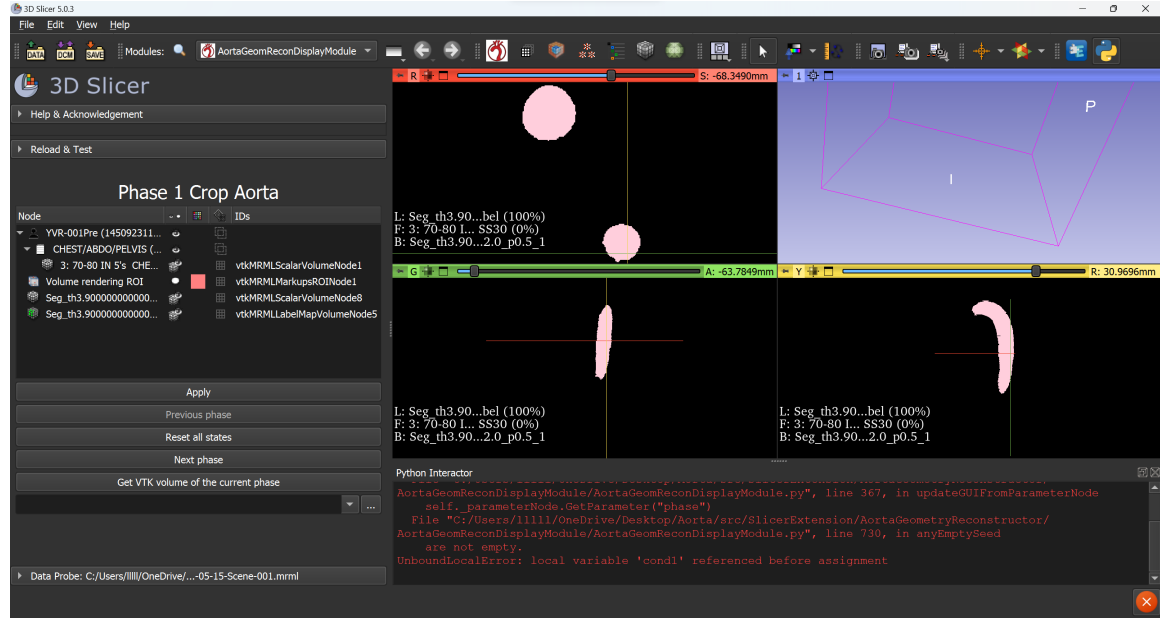 3D Slicer 5.0.3
File Edit View Help
DATA DCM SAVE Modules: AortaGeomReconDisplayModule
3D Slicer
Help & Acknowledgement
Reload & Test
Phase 1 Crop Aorta
Node IDs
YVR-001Pre (145092311...
CHEST/ABDO/PELVIS (...
3: 70-80 IN 5's CHE... vtkMRMLScalarVolumeNode1
Volume rendering ROI vtkMRMLMarkupsROINode1
Seg_th3.900000000000... vtkMRMLScalarVolumeNode8
Seg_th3.900000000000... vtkMRMLLabelMapVolumeNode5
Apply
Previous phase
Reset all states
Next phase
Get VTK volume of the current phase
...
Data Probe: C:/Users/lllll/OneDrive/...-05-15-Scene-001.mrml
R S: -68.3490mm
L: Seg_th3.90...bel (100%)
F: 3: 70-80 I... SS30 (0%)
B: Seg_th3.90...2.0_p0.5_1
1
P
I
G A: -63.7849mm
L: Seg_th3.90...bel (100%)
F: 3: 70-80 I... SS30 (0%)
B: Seg_th3.90...2.0_p0.5_1
Y R: 30.9696mm
L: Seg_th3.90...bel (100%)
F: 3: 70-80 I... SS30 (0%)
B: Seg_th3.90...2.0_p0.5_1
Python Interactor
AortaGeomReconDisplayModule/AortaGeomReconDisplayModule.py", line 367, in updateGUIFromParameterNode
self._parameterNode.GetParameter("phase")
File "C:/Users/lllll/OneDrive/Desktop/Aorta/src/SlicerExtension/AortaGeometryReconstructor/
AortaGeomReconDisplayModule/AortaGeomReconDisplayModule.py", line 730, in anyEmptySeed
are not empty.
UnboundLocalError: local variable 'cond1' referenced before assignment